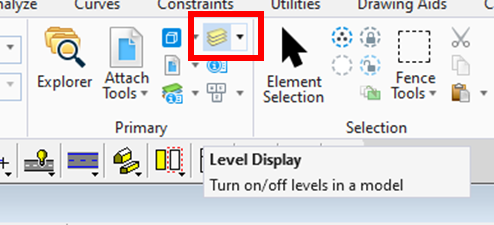 nalyze Curves Constraints Utilities Drawing Aids
Explorer Attach Tools Element Selection Fence Tools
Primary Selection
Level Display
Turn on/off levels in a model